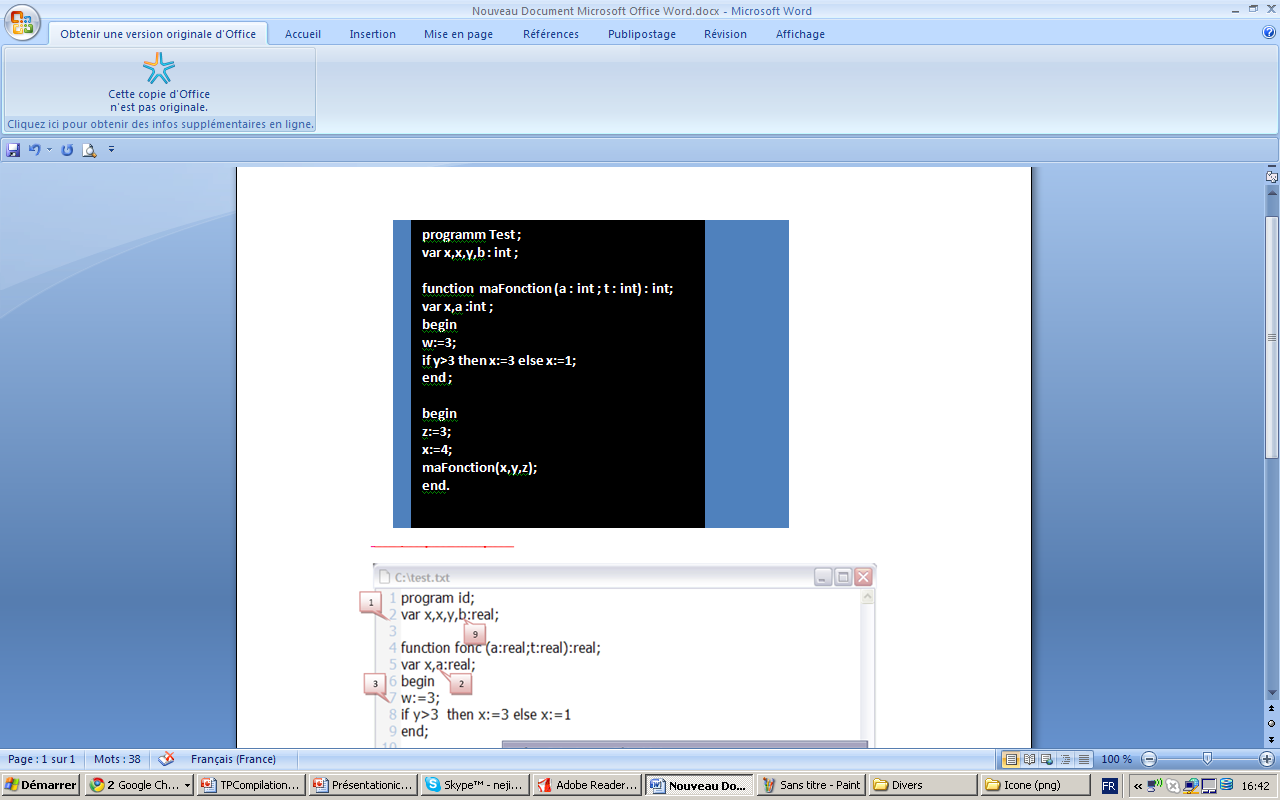 Nouveau Document Microsoft Office Word.docx - Microsoft Word
Obtenir une version originale d'Office Accueil Insertion Mise en page Références Publipostage Révision Affichage
Cette copie d'Office
n'est pas originale.
Cliquez ici pour obtenir des infos supplémentaires en ligne.
programm Test ;
var x,x,y,b : int ;
function maFonction (a : int ; t : int) : int;
var x,a :int ;
begin
w:=3;
if y>3 then x:=3 else x:=1;
end ;
begin
z:=3;
x:=4;
maFonction(x,y,z);
end.
C:\test.txt
1 program id;
1
2 var x,x,y,b:real;
3
9
4 function fonc (a:real;t:real):real;
5 var x,a:real;
6 begin
3 2
7 w:=3;
8 if y>3 then x:=3 else x:=1
9 end;
10
Page : 1 sur 1 Mots : 38 Français (France) 100 %
Démarrer 2 Google Ch... TPCompilation... Présentationic... Skype™ - neji... Adobe Reader... Nouveau Do... Sans titre - Paint Divers Icone (png) FR « 16:42